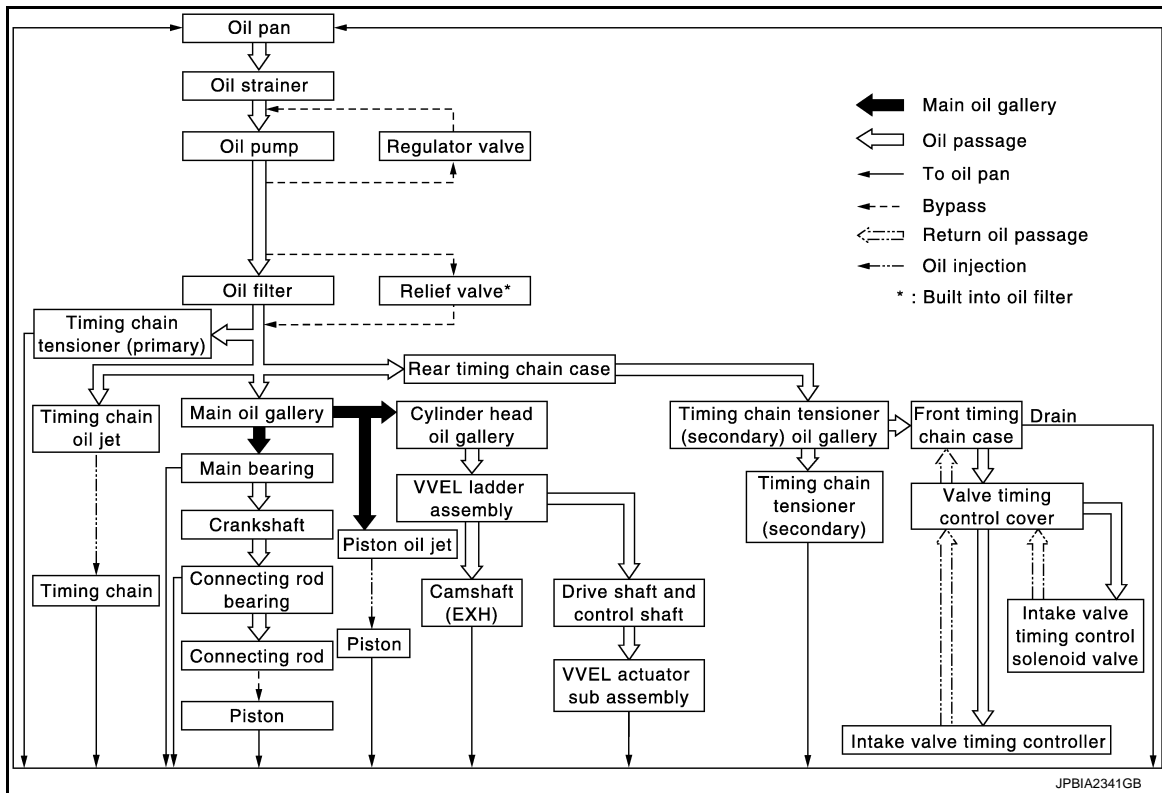 Oil pan
Oil strainer
Oil pump
Regulator valve
Oil filter
Relief valve*
Main oil gallery
Oil passage
To oil pan
Bypass
Return oil passage
Oil injection
* : Built into oil filter
Timing chain
tensioner (primary)
Rear timing chain case
Timing chain
oil jet
Main oil gallery
Cylinder head
oil gallery
Timing chain tensioner
(secondary) oil gallery
Front timing
chain case
Drain
Main bearing
VVEL ladder
assembly
Timing chain
tensioner
(secondary)
Valve timing
control cover
Crankshaft
Piston oil jet
Timing chain
Connecting rod
bearing
Camshaft
(EXH)
Drive shaft and
control shaft
Intake valve
timing control
solenoid valve
Connecting rod
Piston
VVEL actuator
sub assembly
Piston
Intake valve timing controller
JPBIA2341GB